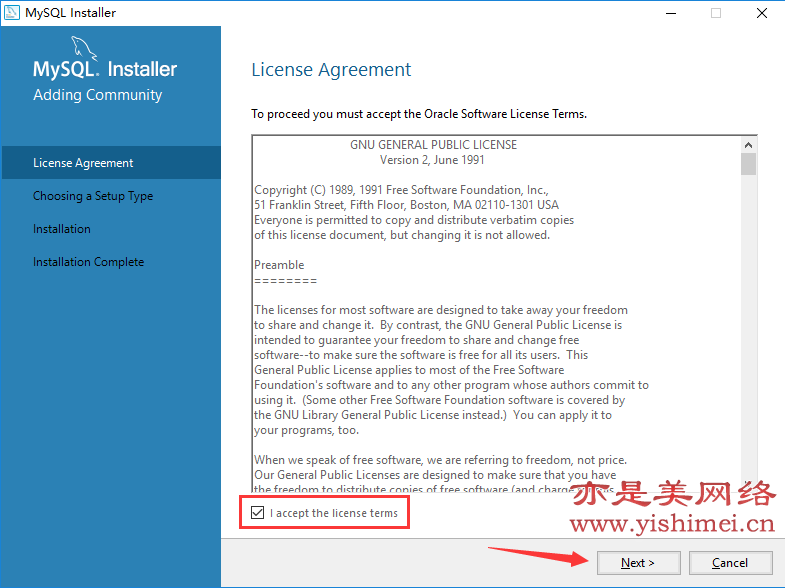 MySQL Installer
MySQL. Installer
Adding Community
License Agreement
Choosing a Setup Type
Installation
Installation Complete
License Agreement
To proceed you must accept the Oracle Software License Terms.
GNU GENERAL PUBLIC LICENSE
Version 2, June 1991
Copyright (C) 1989, 1991 Free Software Foundation, Inc.,
51 Franklin Street, Fifth Floor, Boston, MA 02110-1301 USA
Everyone is permitted to copy and distribute verbatim copies
of this license document, but changing it is not allowed.
Preamble
========
The licenses for most software are designed to take away your freedom
to share and change it.  By contrast, the GNU General Public License is
intended to guarantee your freedom to share and change free
software--to make sure the software is free for all its users.  This
General Public License applies to most of the Free Software
Foundation's software and to any other program whose authors commit to
using it.  (Some other Free Software Foundation software is covered by
the GNU Library General Public License instead.)  You can apply it to
your programs, too.
When we speak of free software, we are referring to freedom, not price.
Our General Public Licenses are designed to make sure that you have
the freedom to distribute copies of free software (and charge
亦是美网络
www.yishimei.cn
I accept the license terms
Next >
Cancel